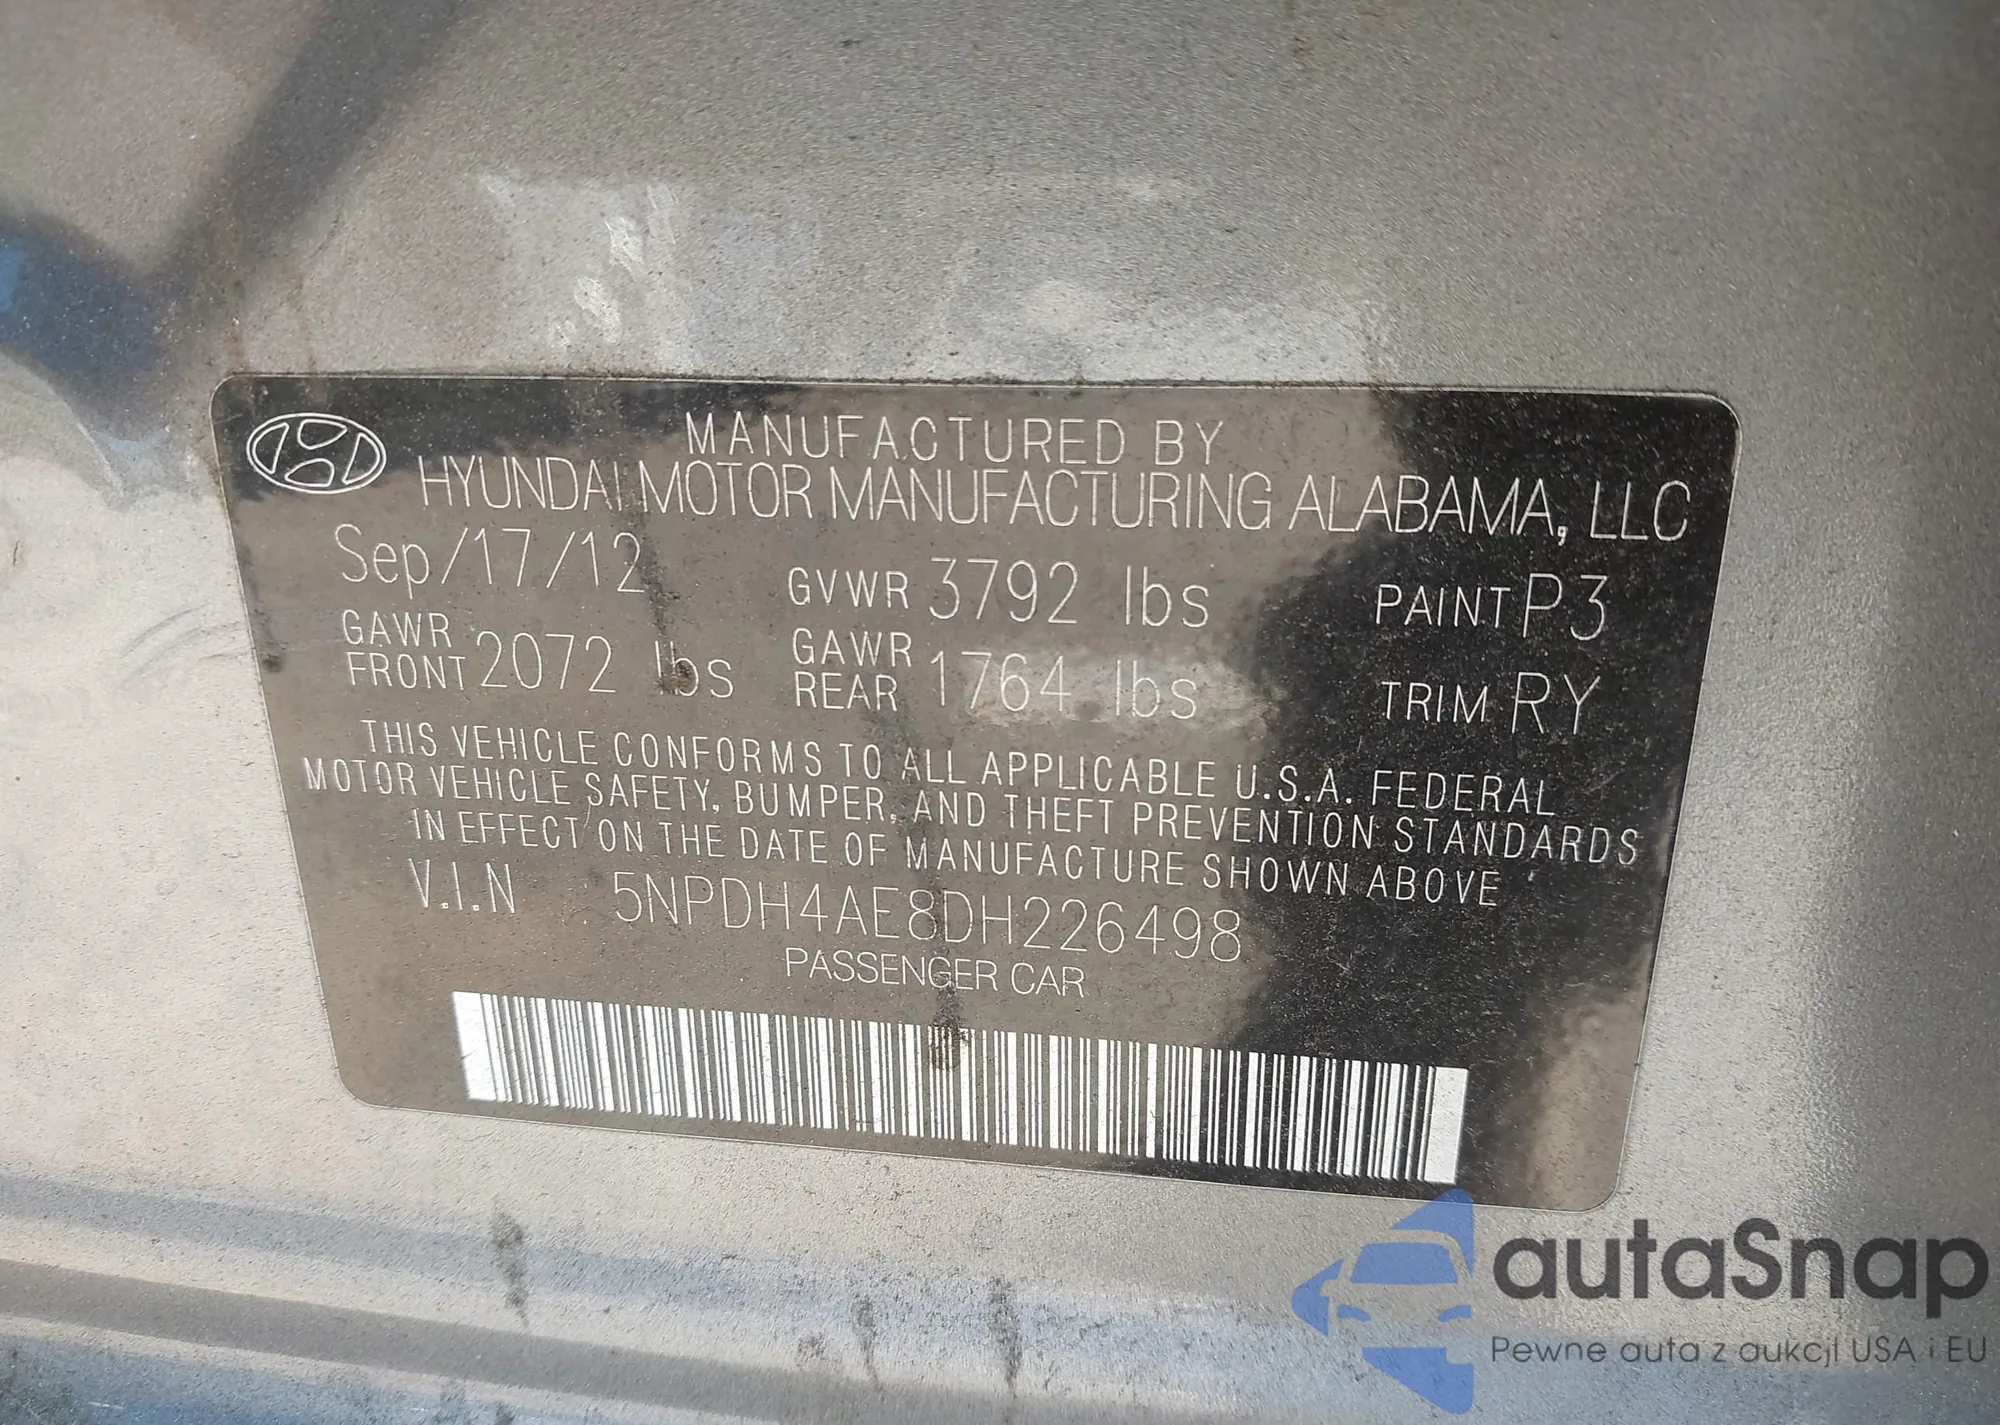 MANUFACTURED BY
HYUNDAI MOTOR MANUFACTURING ALABAMA, LLC
Sep/17/12 GVWR 3792 lbs PAINT P3
GAWR FRONT 2072 lbs GAWR REAR 1764 lbs TRIM RY
THIS VEHICLE CONFORMS TO ALL APPLICABLE U.S.A. FEDERAL
MOTOR VEHICLE SAFETY, BUMPER, AND THEFT PREVENTION STANDARDS
IN EFFECT ON THE DATE OF MANUFACTURE SHOWN ABOVE
V.I.N 5NPDH4AE8DH226498
PASSENGER CAR
autaSnap
Pewne auta z aukcji USA i EU